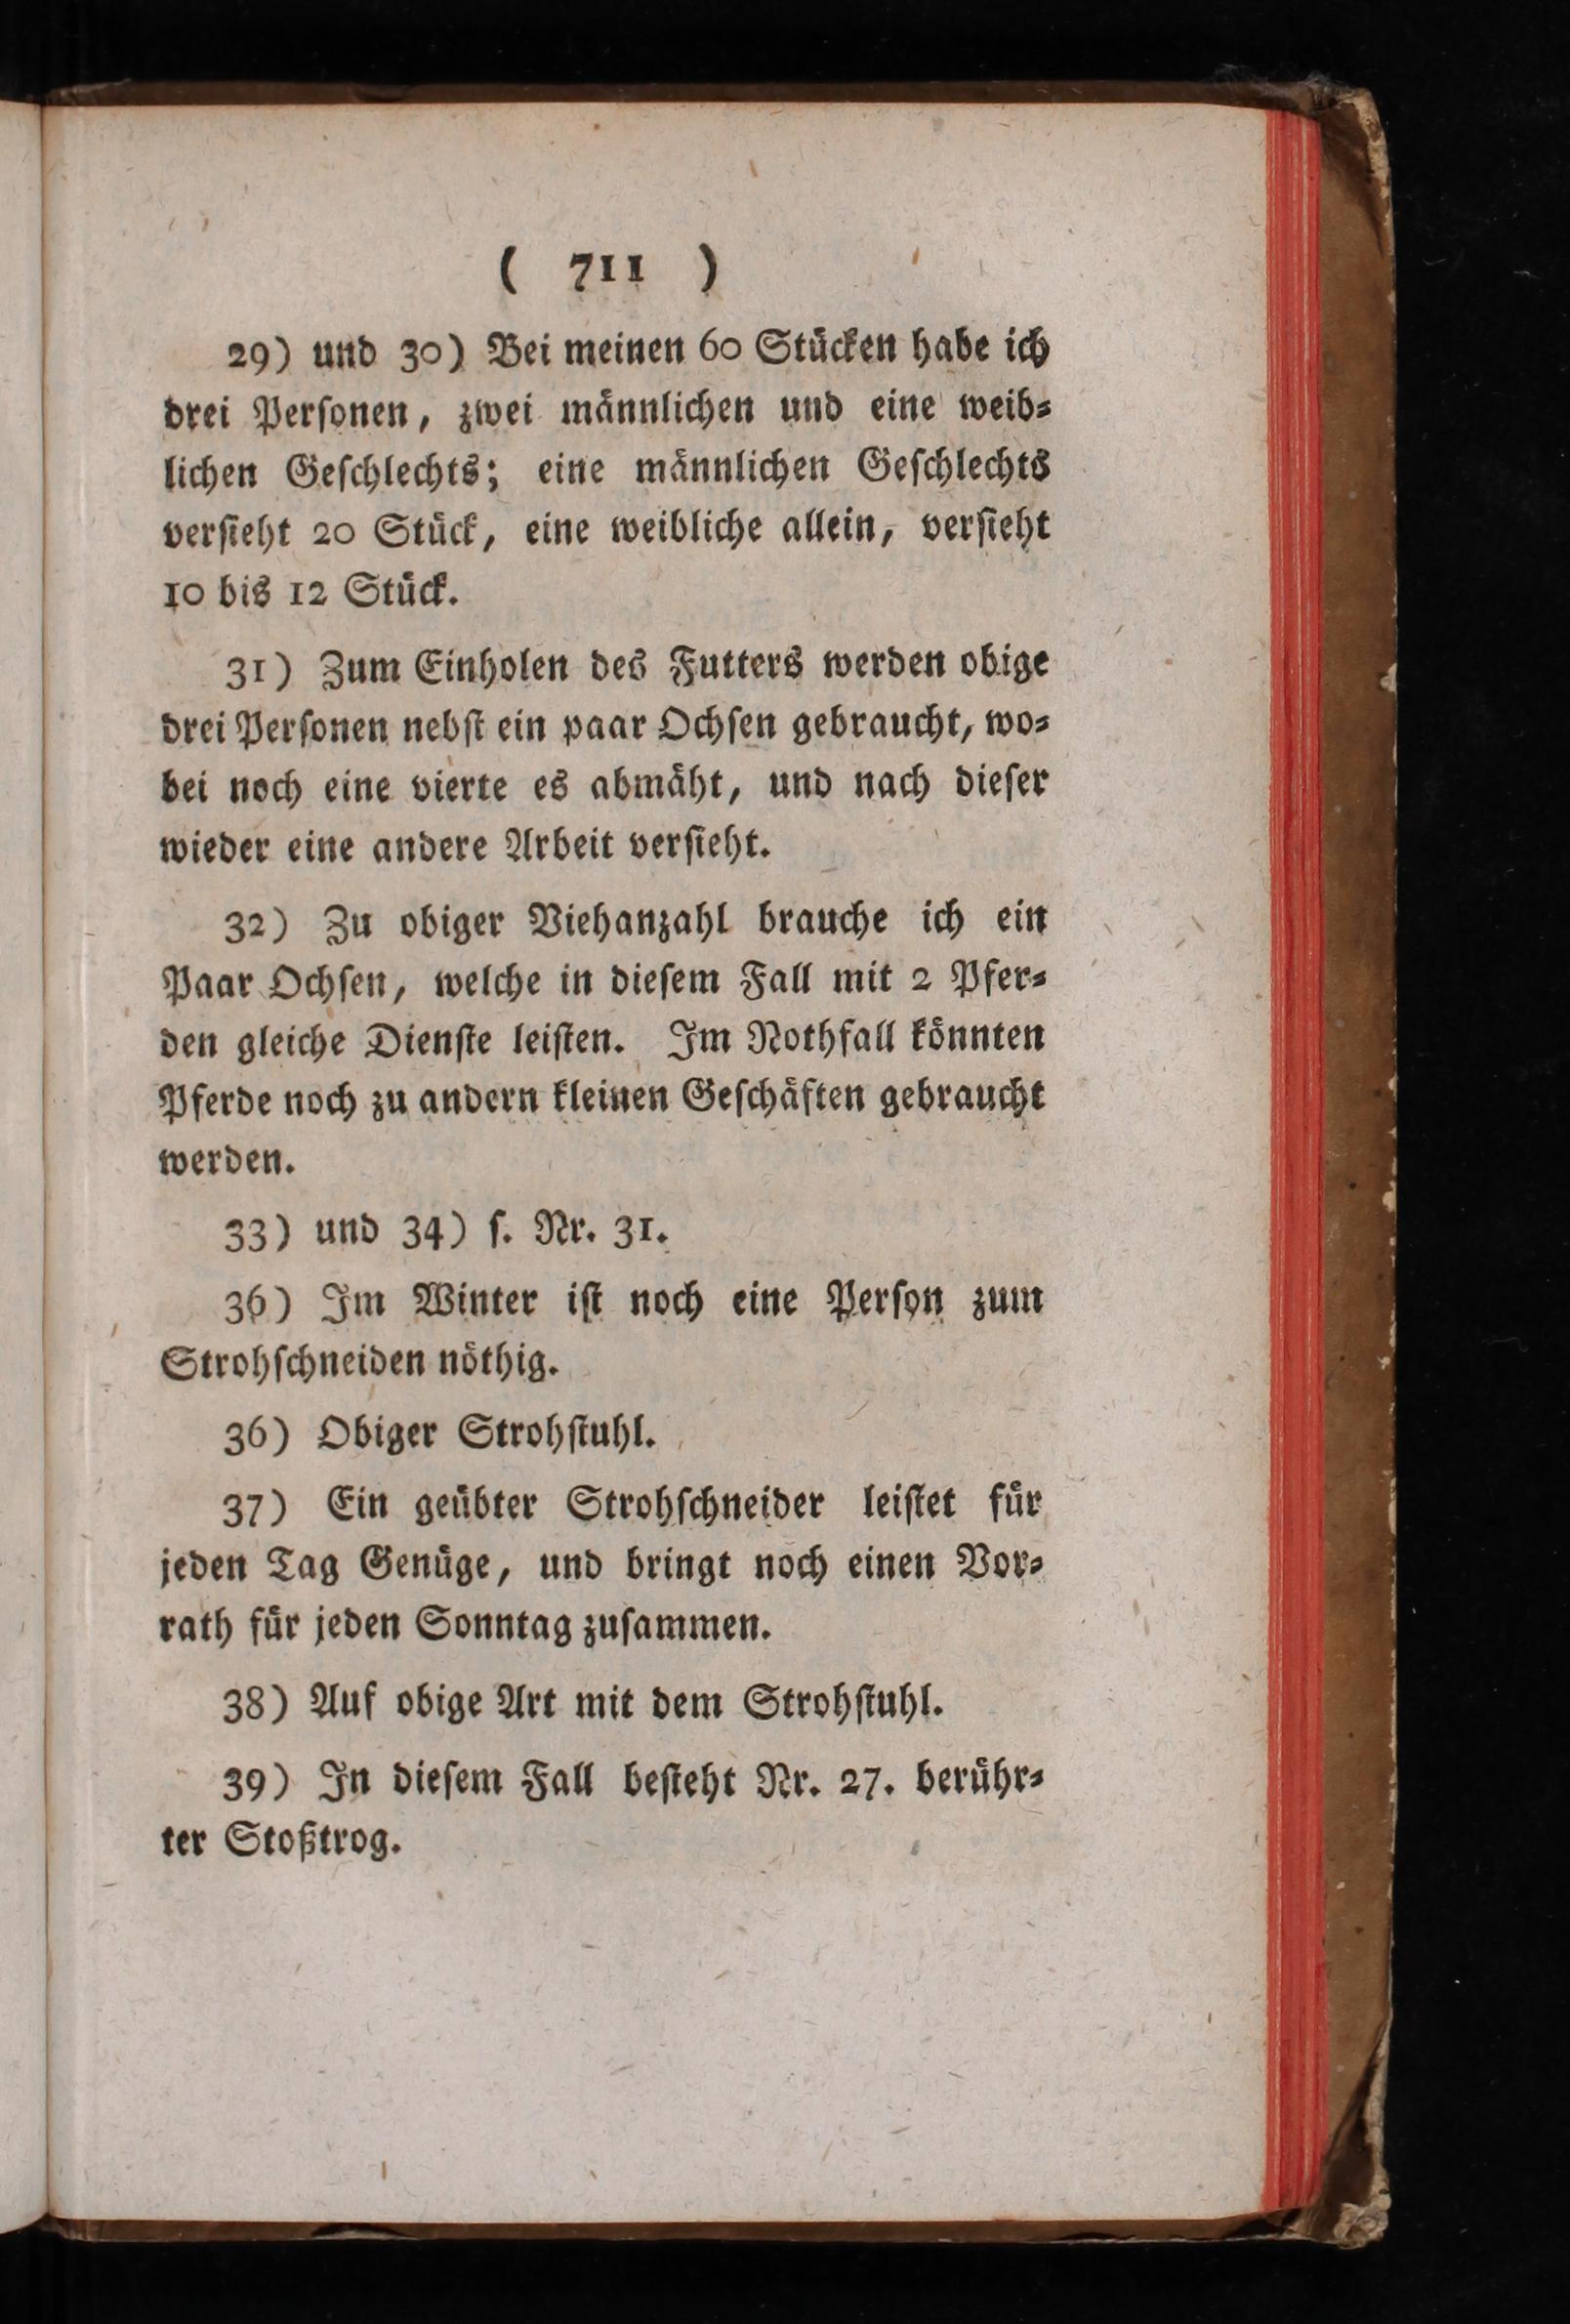 ( 711 )
29) und 30) Bei meinen 60 Stücken habe ich
drei Perſonen, zwei männlichen und eine weib⸗
lichen Geſchlechts; eine männlichen Geſchlechts
verſieht 20 Stück, eine weibliche allein, verſieht
10 bis 12 Stück.
31) Zum Einholen des Futters werden obige
drei Perſonen nebſt ein paar Ochſen gebraucht, wo⸗
bei noch eine vierte es abmäht, und nach dieſer
wieder eine andere Arbeit verſieht.
32) Zu obiger Viehanzahl brauche ich ein
Paar Ochſen, welche in dieſem Fall mit 2 Pfer⸗
den gleiche Dienſte leiſten. Im Nothfall könnten
Pferde noch zu andern kleinen Geſchäften gebraucht
werden.
33) und 34) ſ. Nr. 31.
36) Im Winter iſt noch eine Perſon zum
Strohſchneiden nöthig.
36) Obiger Strohſtuhl.
37) Ein geübter Strohſchneider leiſtet für
jeden Tag Genüge, und bringt noch einen Vor⸗
rath für jeden Sonntag zuſammen.
38) Auf obige Art mit dem Strohſtuhl.
39) In dieſem Fall beſteht Nr. 27. berühr⸗
ter Stoßtrog.